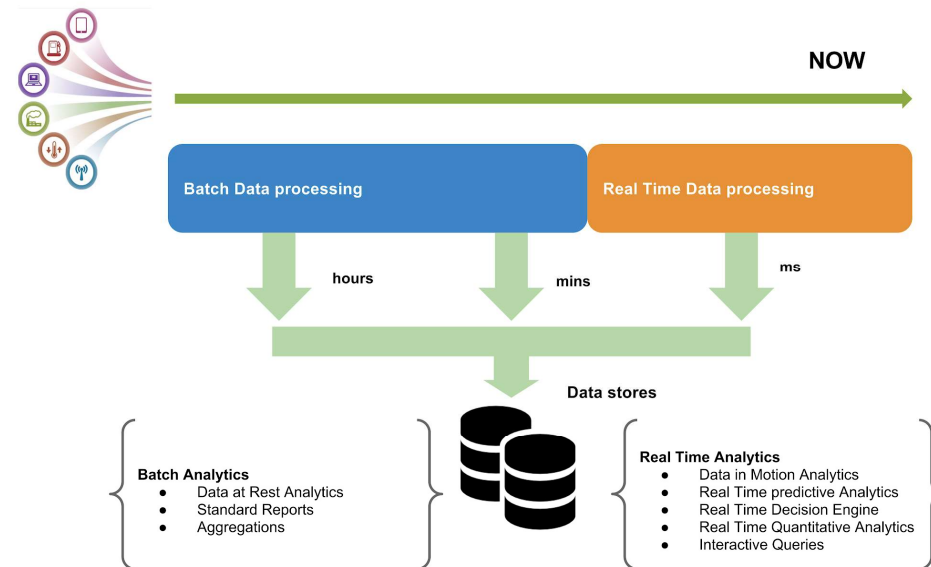 NOW
Batch Data processing
Real Time Data processing
hours
mins
ms
Data stores
Batch Analytics
● Data at Rest Analytics
● Standard Reports
● Aggregations
Real Time Analytics
● Data in Motion Analytics
● Real Time predictive Analytics
● Real Time Decision Engine
● Real Time Quantitative Analytics
● Interactive Queries